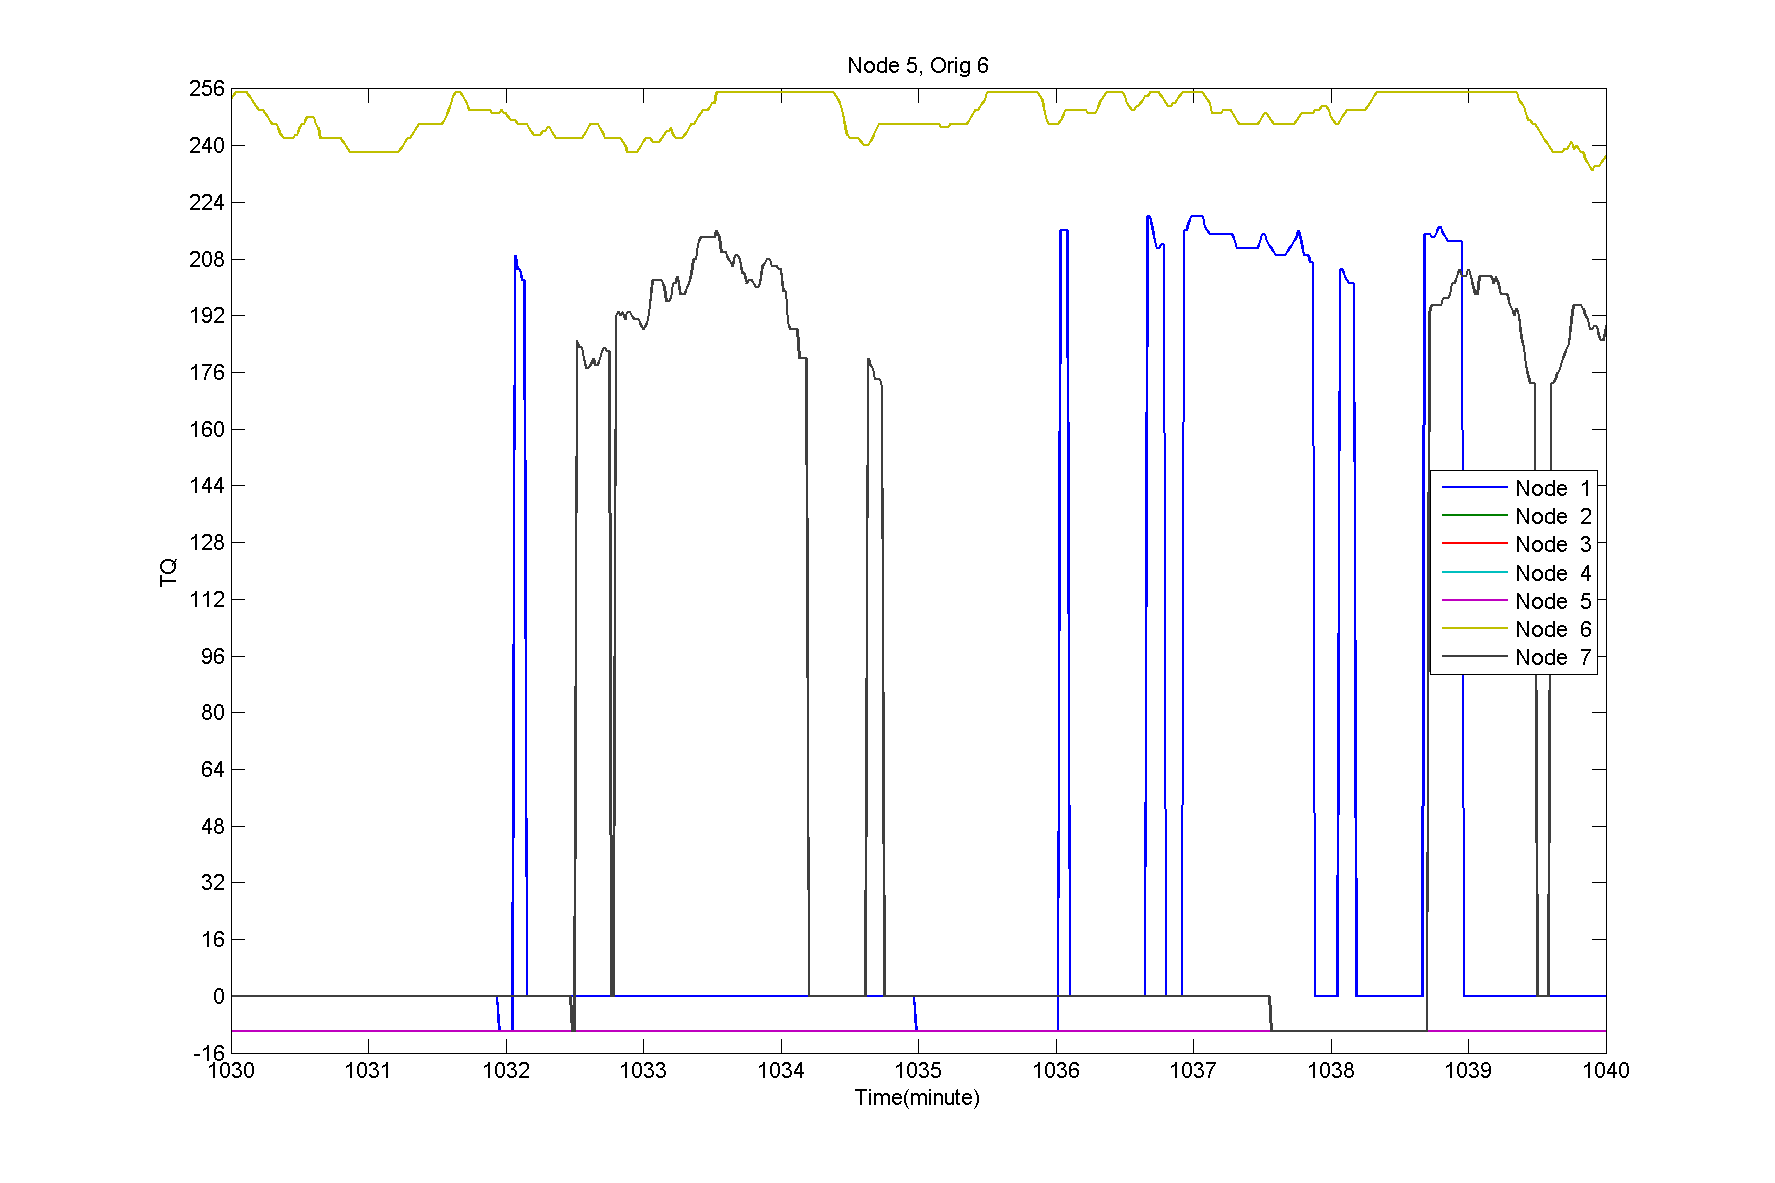 Node 5, Orig 6
256
240
224
208
192
176
160
144
128
112
96
80
64
48
32
16
0
-16
TQ
Node 1
Node 2
Node 3
Node 4
Node 5
Node 6
Node 7
1030 1031 1032 1033 1034 1035 1036 1037 1038 1039 1040
Time(minute)